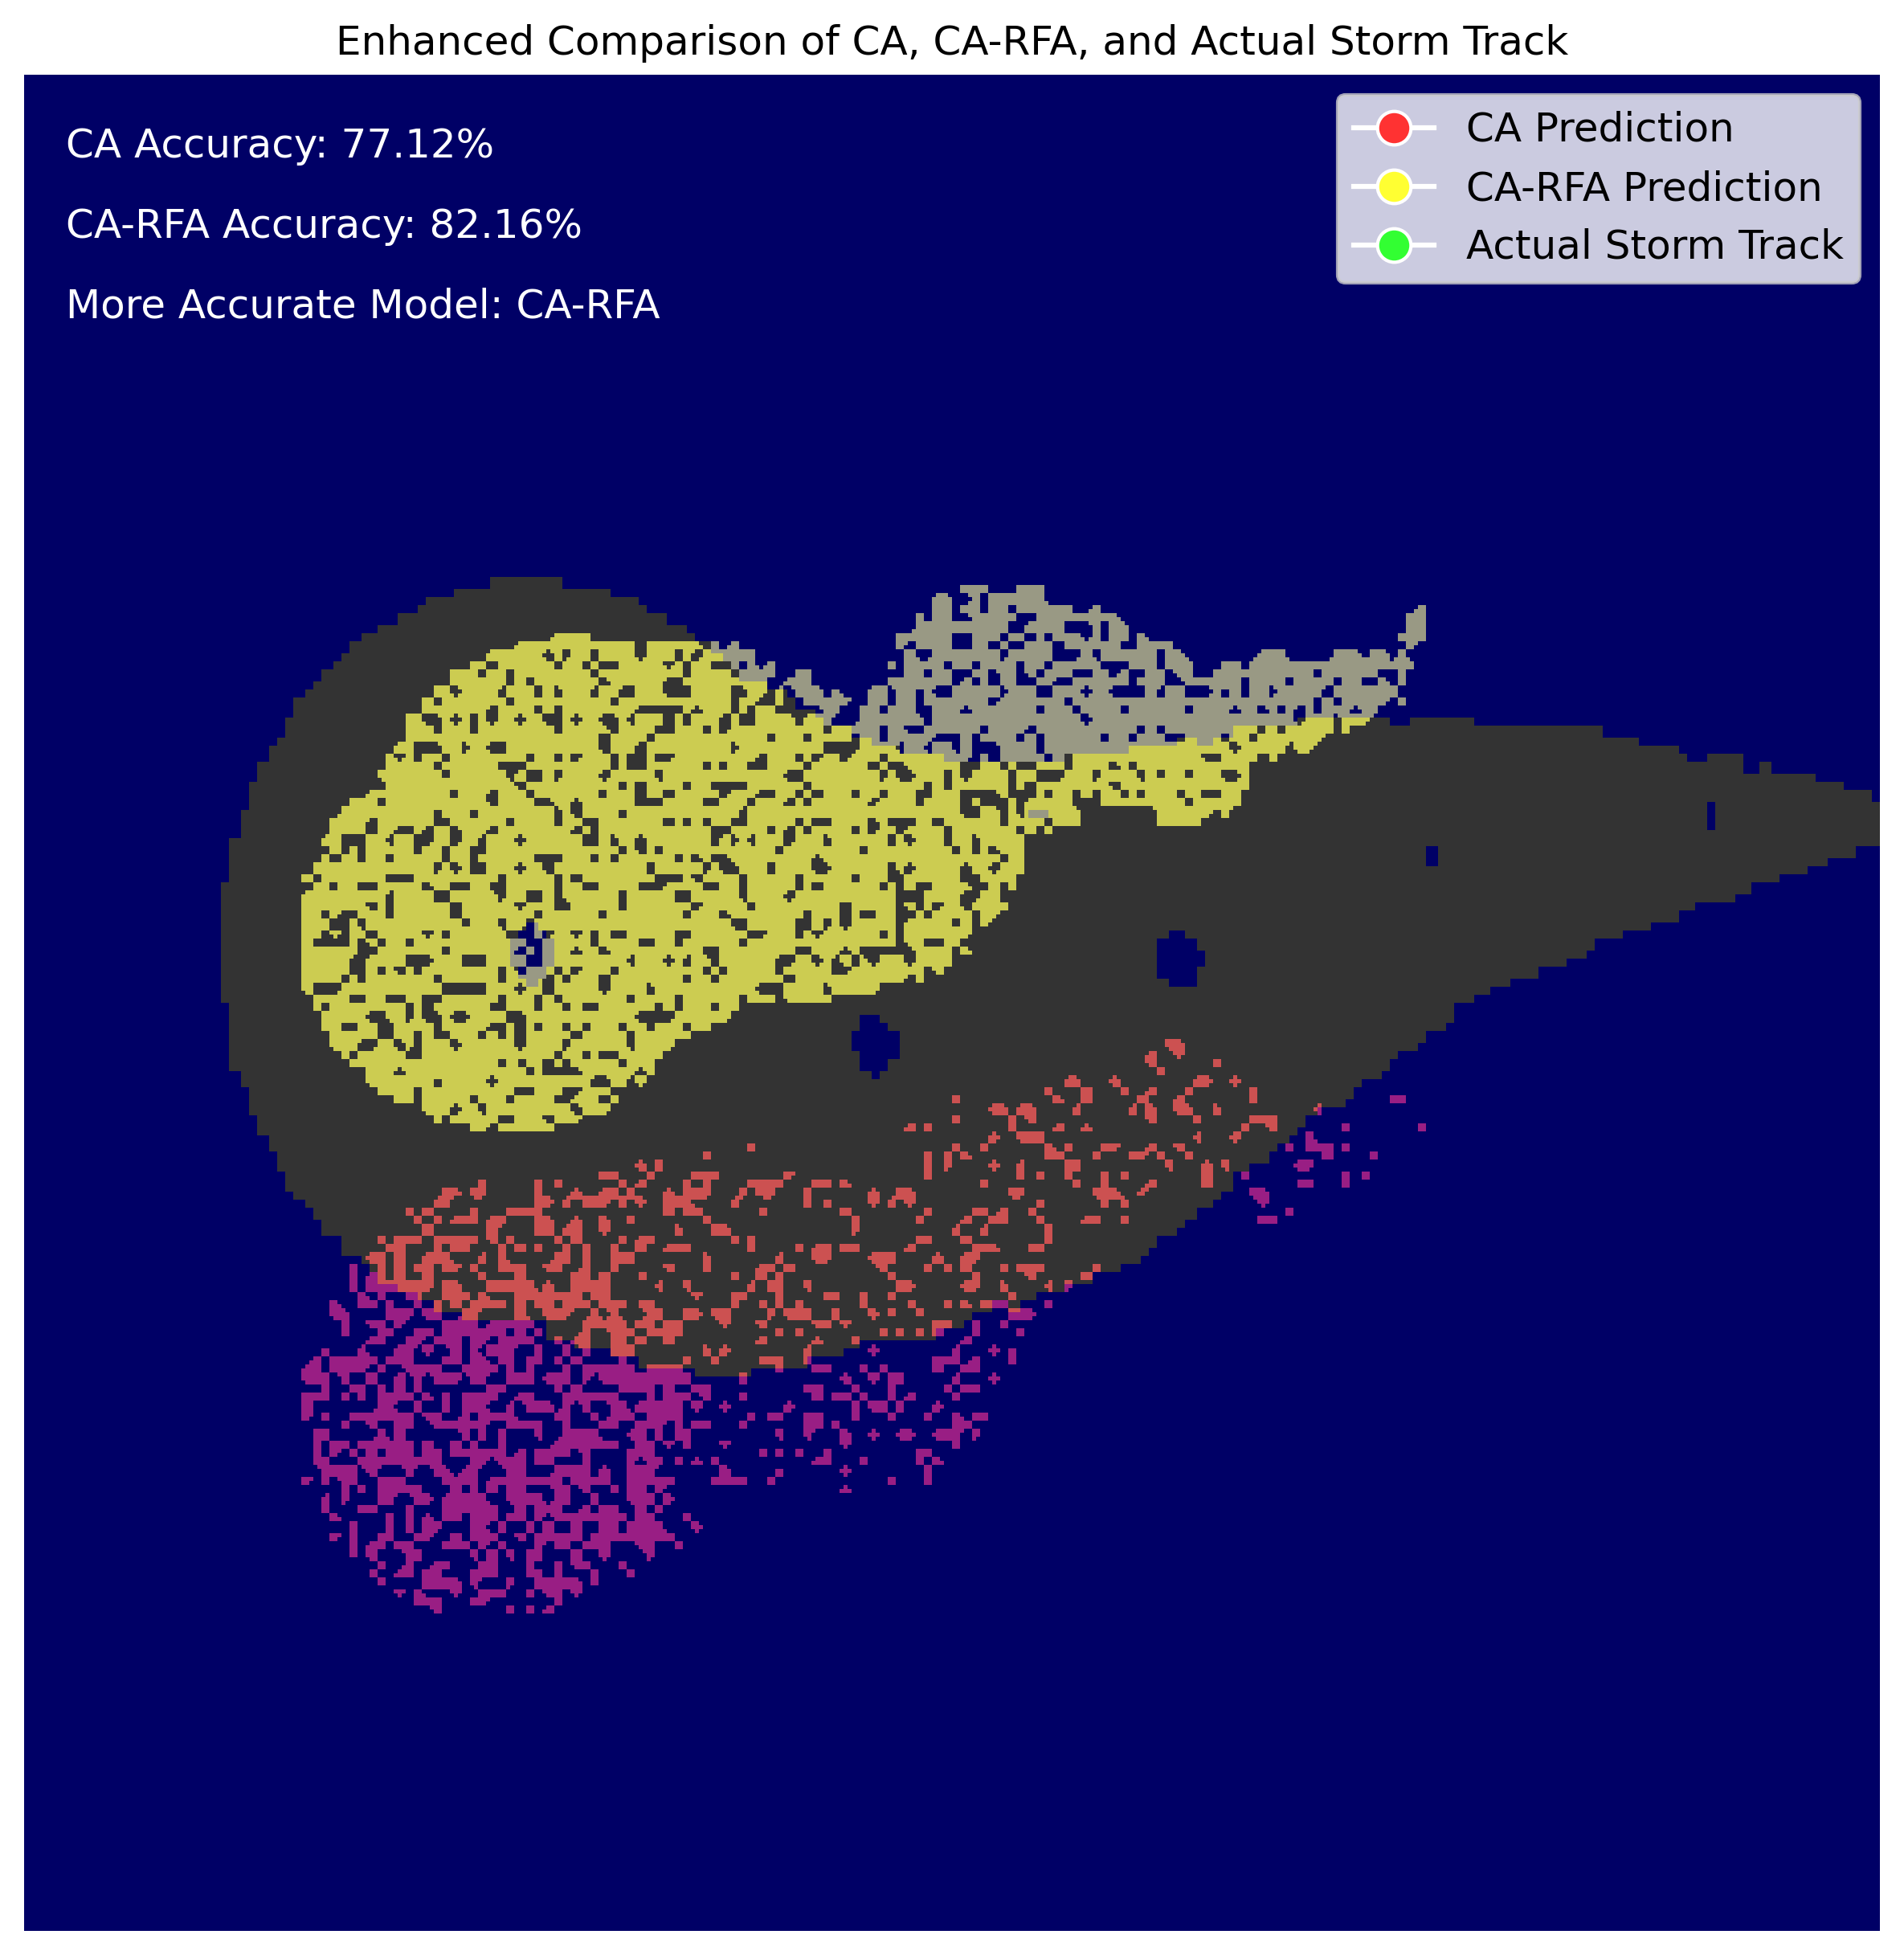 Enhanced Comparison of CA, CA-RFA, and Actual Storm Track
CA Accuracy: 77.12%
CA-RFA Accuracy: 82.16%
More Accurate Model: CA-RFA
CA Prediction
CA-RFA Prediction
Actual Storm Track